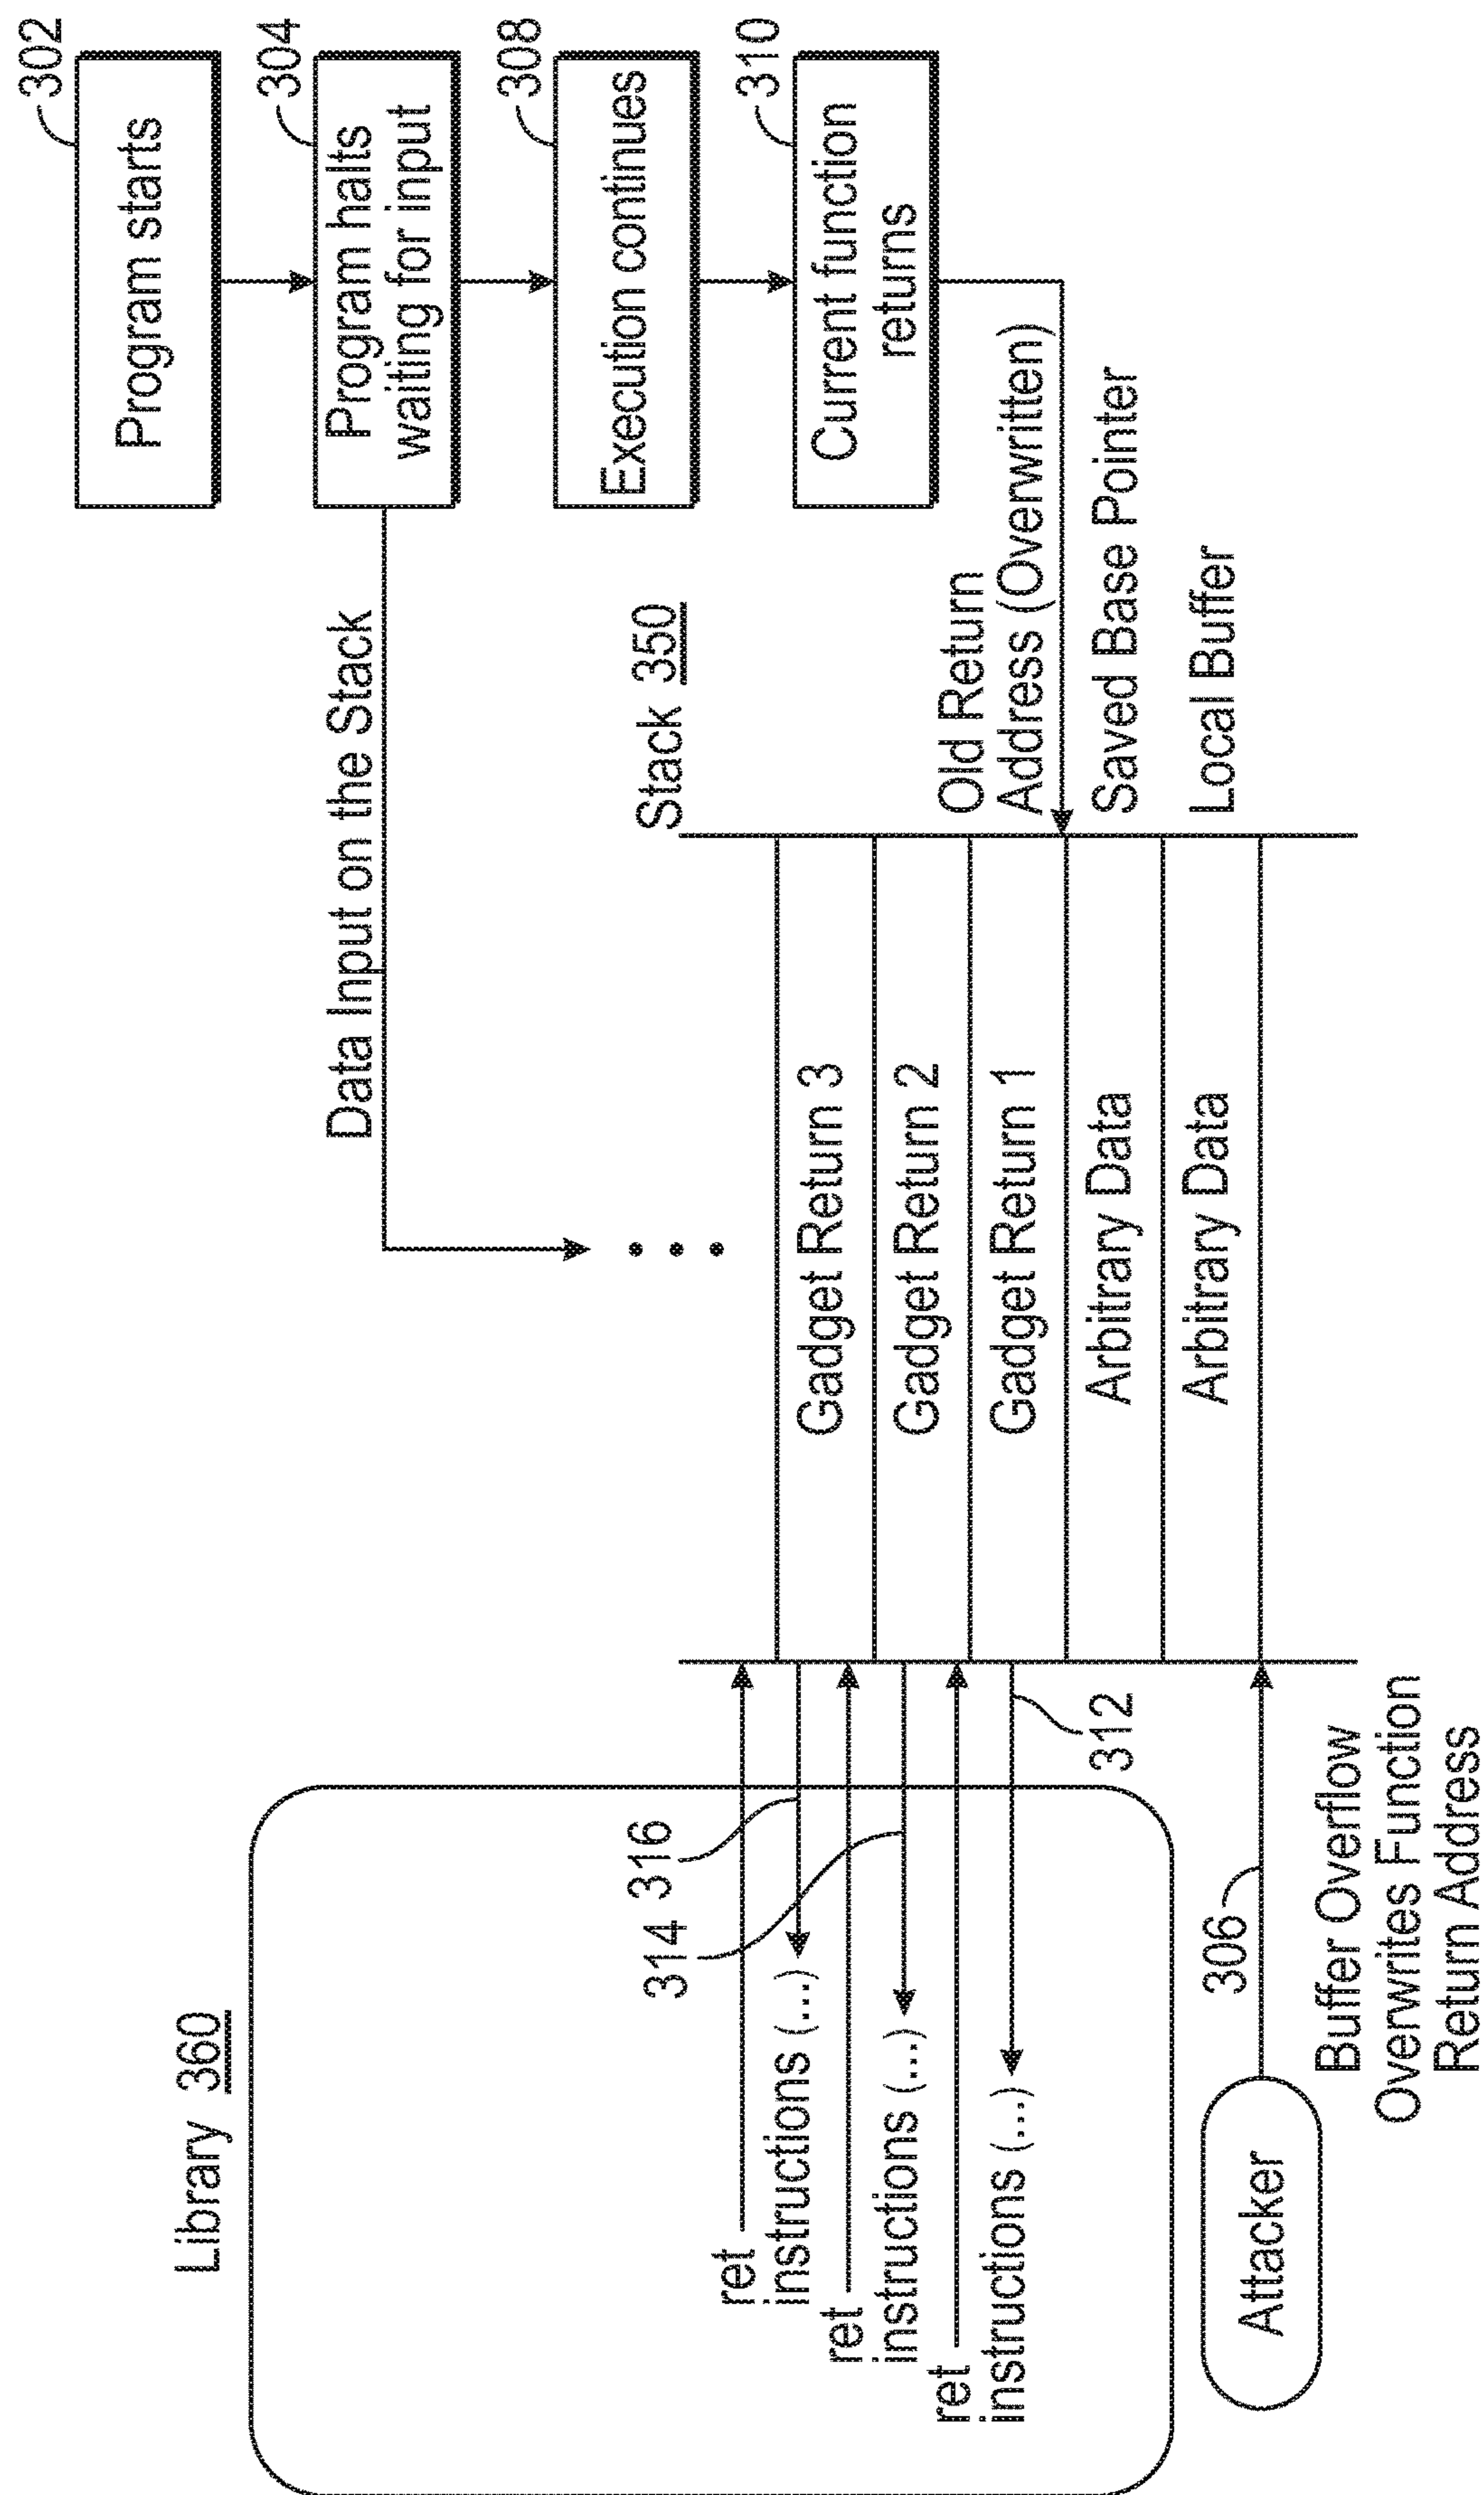 Program starts
302
Program halts
waiting for input
304
Execution continues
308
Current function
returns
310
Data Input on the Stack
Stack 350
Old Return
Address (Overwritten)
Saved Base Pointer
Local Buffer
Gadget Return 3
Gadget Return 2
Gadget Return 1
Arbitrary Data
Arbitrary Data
Library 360
314 316
312
ret
instructions (...)
ret
instructions (...)
ret
instructions (...)
306
Attacker
Buffer Overflow
Overwrites Function
Return Address